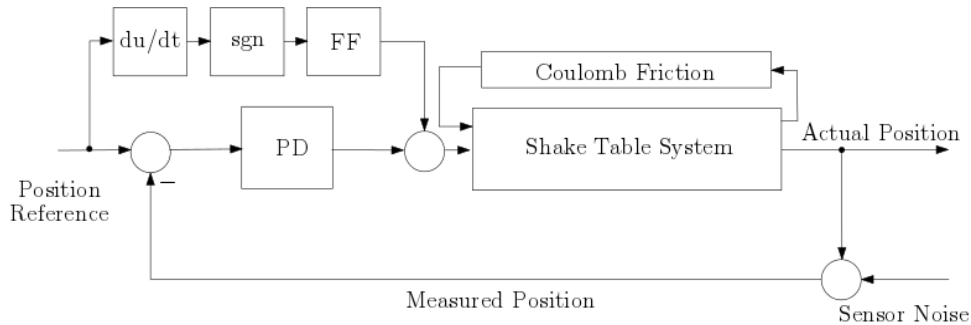 du/dt
sgn
FF
Coulomb Friction
PD
Shake Table System
Actual Position
Position
Reference
−
Measured Position
Sensor Noise